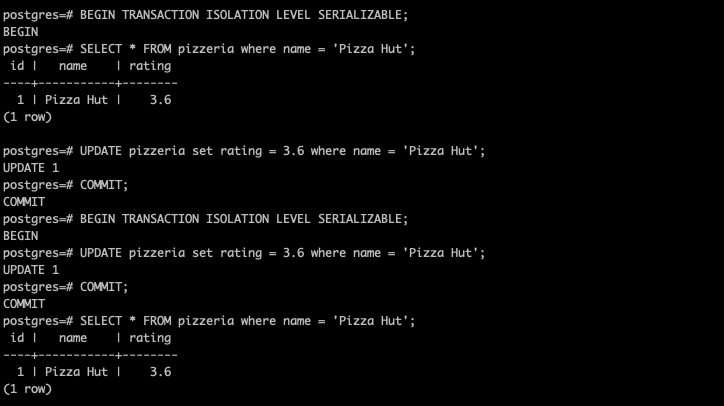 postgres=# BEGIN TRANSACTION ISOLATION LEVEL SERIALIZABLE;
BEGIN
postgres=# SELECT * FROM pizzeria where name = 'Pizza Hut';
 id |   name    | rating
----+-----------+--------
  1 | Pizza Hut |    3.6
(1 row)

postgres=# UPDATE pizzeria set rating = 3.6 where name = 'Pizza Hut';
UPDATE 1
postgres=# COMMIT;
COMMIT
postgres=# BEGIN TRANSACTION ISOLATION LEVEL SERIALIZABLE;
BEGIN
postgres=# UPDATE pizzeria set rating = 3.6 where name = 'Pizza Hut';
UPDATE 1
postgres=# COMMIT;
COMMIT
postgres=# SELECT * FROM pizzeria where name = 'Pizza Hut';
 id |   name    | rating
----+-----------+--------
  1 | Pizza Hut |    3.6
(1 row)